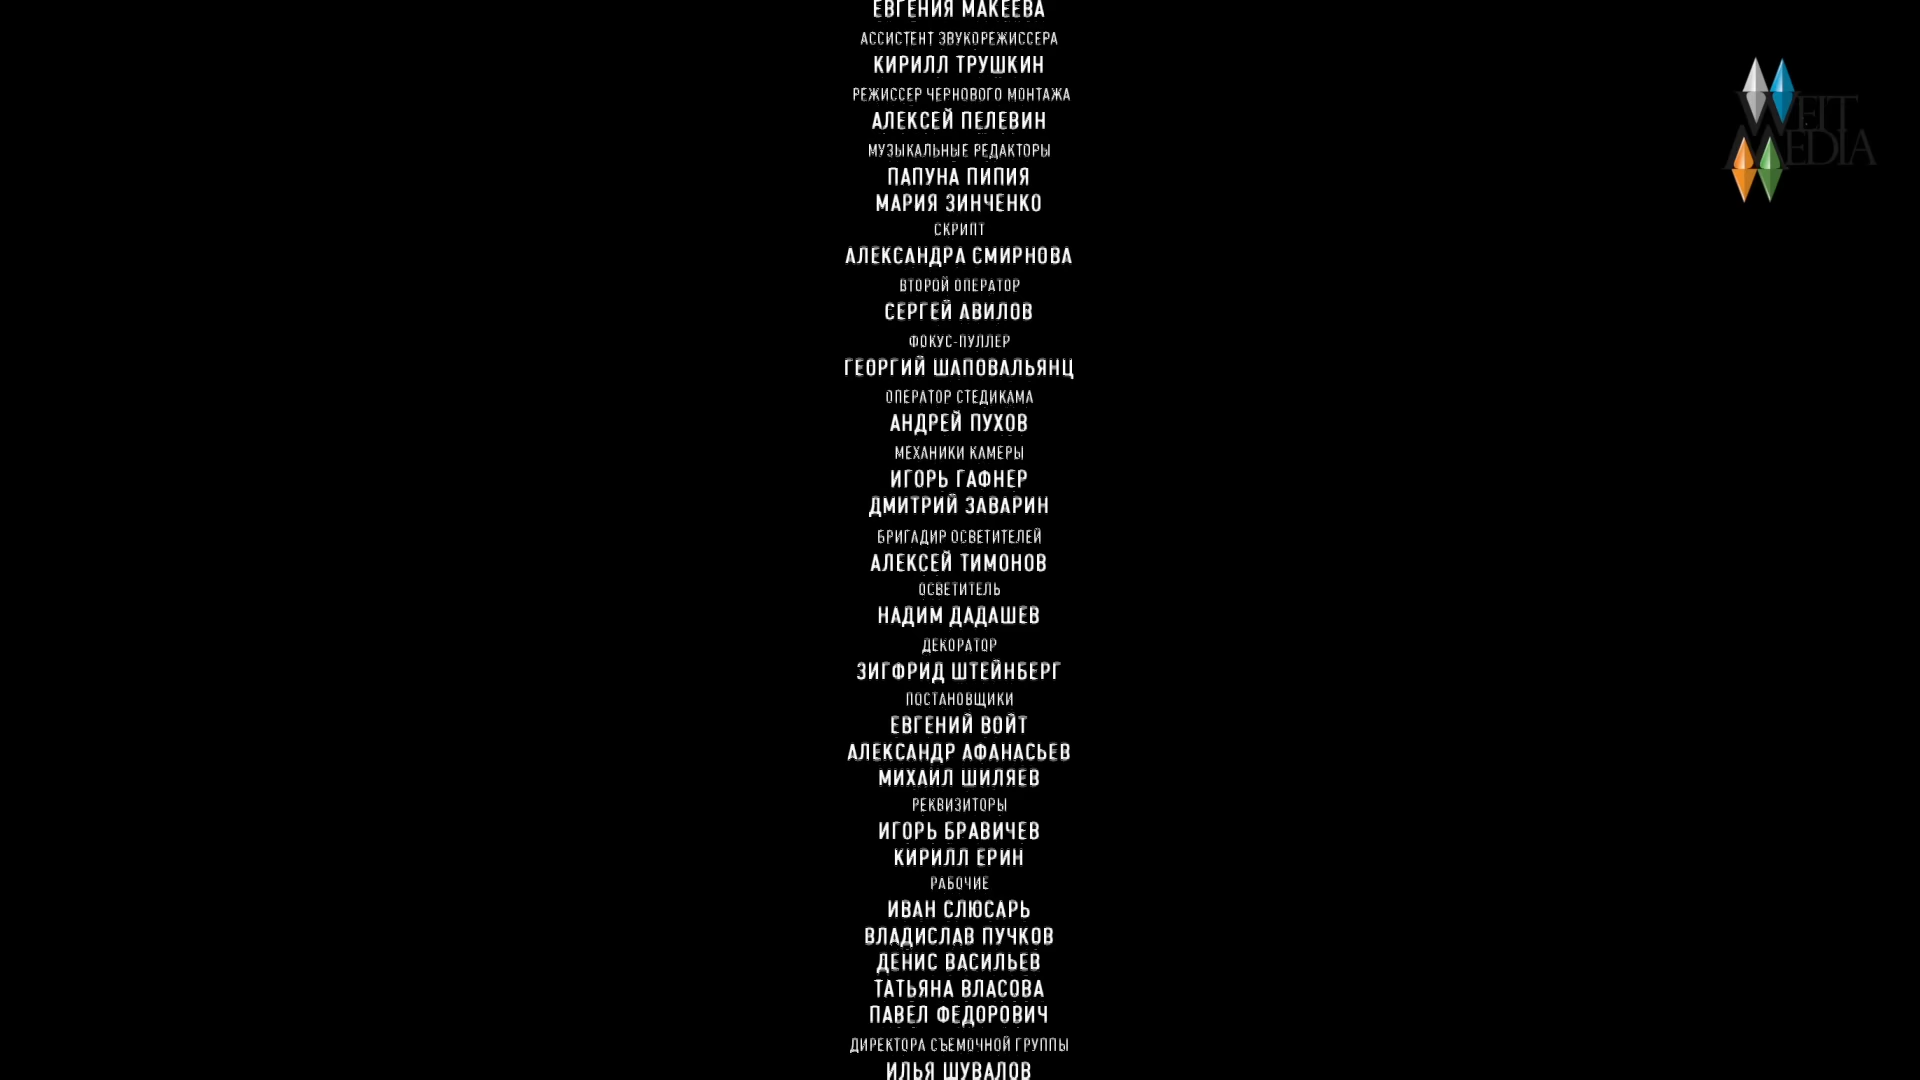 ЕВГЕНИЯ МАКЕЕВА
АССИСТЕНТ ЗВУКОРЕЖИССЕРА
КИРИЛЛ ТРУШКИН
РЕЖИССЕР ЧЕРНОВОГО МОНТАЖА
АЛЕКСЕЙ ПЕЛЕВИН
МУЗЫКАЛЬНЫЕ РЕДАКТОРЫ
ПАПУНА ПИПИЯ
МАРИЯ ЗИНЧЕНКО
СКРИПТ
АЛЕКСАНДРА СМИРНОВА
ВТОРОЙ ОПЕРАТОР
СЕРГЕЙ АВИЛОВ
ФОКУС-ПУЛЛЕР
ГЕОРГИЙ ШАПОВАЛЬЯНЦ
ОПЕРАТОР СТЕДИКАМА
АНДРЕЙ ПУХОВ
МЕХАНИКИ КАМЕРЫ
ИГОРЬ ГАФНЕР
ДМИТРИЙ ЗАВАРИН
БРИГАДИР ОСВЕТИТЕЛЕЙ
АЛЕКСЕЙ ТИМОНОВ
ОСВЕТИТЕЛЬ
НАДИМ ДАДАШЕВ
ДЕКОРАТОР
ЗИГФРИД ШТЕЙНБЕРГ
ПОСТАНОВЩИКИ
ЕВГЕНИЙ ВОЙТ
АЛЕКСАНДР АФАНАСЬЕВ
МИХАИЛ ШИЛЯЕВ
РЕКВИЗИТОРЫ
ИГОРЬ БРАВИЧЕВ
КИРИЛЛ ЕРИН
РАБОЧИЕ
ИВАН СЛЮСАРЬ
ВЛАДИСЛАВ ПУЧКОВ
ДЕНИС ВАСИЛЬЕВ
ТАТЬЯНА ВЛАСОВА
ПАВЕЛ ФЕДОРОВИЧ
ДИРЕКТОРА СЪЕМОЧНОЙ ГРУППЫ
ИЛЬЯ ШУВАЛОВ
WEIT
MEDIA